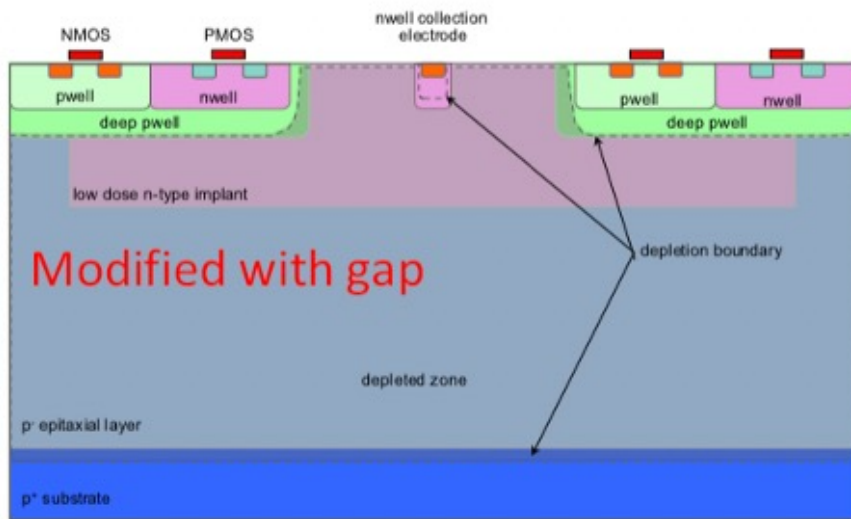 NMOS
PMOS
nwell collection
electrode
pwell
nwell
pwell
nwell
deep pwell
deep pwell
low dose n-type implant
Modified with gap
depletion boundary
depleted zone
p⁻ epitaxial layer
p⁺ substrate